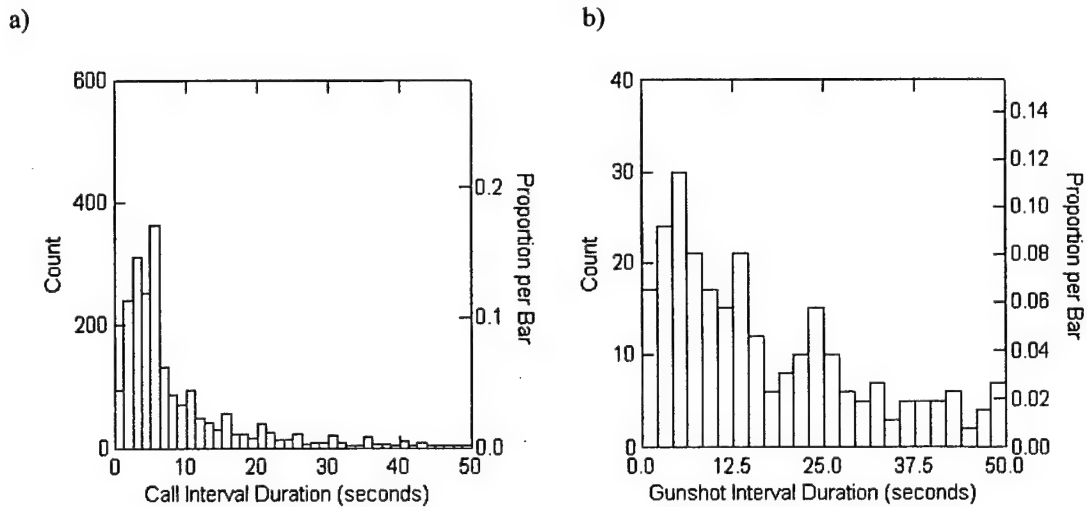 a)
600
400
200
0
Count
0.2
0.1
0.0
Proportion per Bar
0 10 20 30 40 50
Call Interval Duration (seconds)
b)
40
30
20
10
0
Count
0.14
0.12
0.10
0.08
0.06
0.04
0.02
0.00
Proportion per Bar
0.0 12.5 25.0 37.5 50.0
Gunshot Interval Duration (seconds)